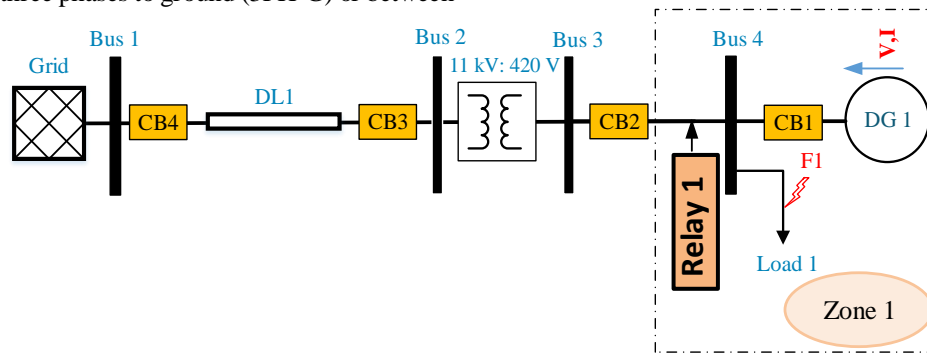 three phases to ground (3PH-G) or between
Bus 1
Bus 2
Bus 3
Bus 4
V,I
Grid
DL1
11 kV: 420 V
CB4
CB3
CB2
CB1
DG 1
F1
Relay 1
Load 1
Zone 1